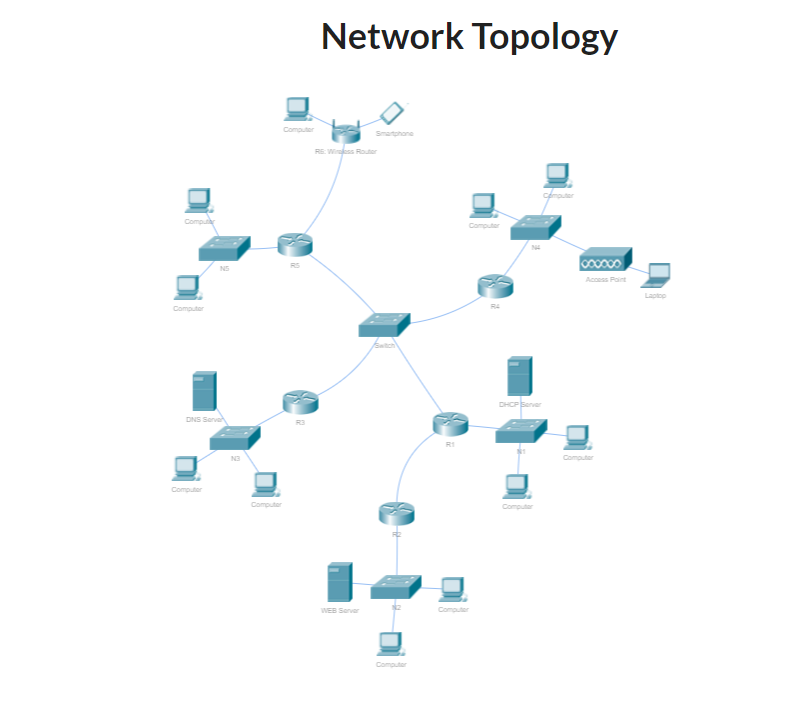 Network Topology
Computer
Smartphone
R6: Wireless Router
Computer
Computer
Computer
N5
R5
N4
Access Point
Laptop
Computer
R4
Switch
DHCP Server
DNS Server
R3
R1
N1
Computer
N3
Computer
Computer
Computer
R2
WEB Server
N2
Computer
Computer